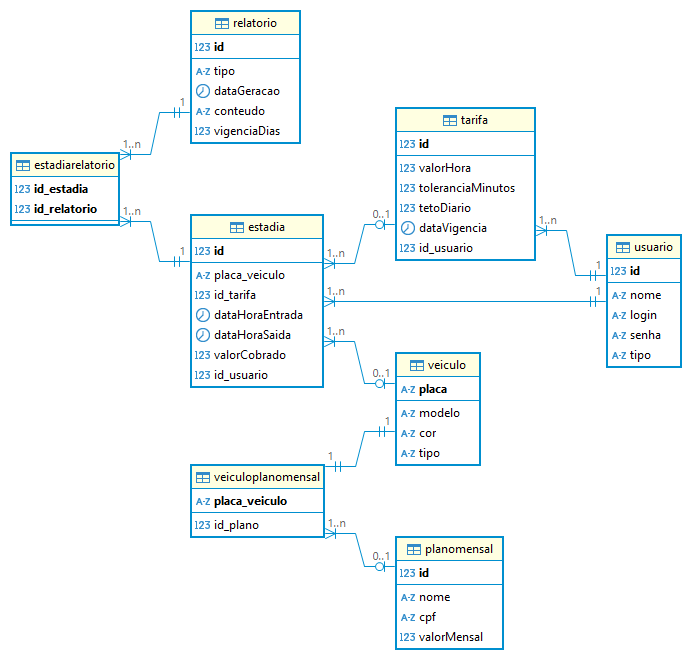 relatorio
123 id
A-Z tipo
dataGeracao
A-Z conteudo
123 vigenciaDias
1
1..n
estadiarelatorio
123 id_estadia
123 id_relatorio
1..n
1
tarifa
123 id
123 valorHora
123 toleranciaMinutos
123 tetoDiario
dataVigencia
123 id_usuario
0..1
1..n
estadia
123 id
A-Z placa_veiculo
123 id_tarifa
dataHoraEntrada
dataHoraSaida
123 valorCobrado
123 id_usuario
1..n
1..n
1..n
1
1
usuario
123 id
A-Z nome
A-Z login
A-Z senha
A-Z tipo
0..1
veiculo
A-Z placa
A-Z modelo
A-Z cor
A-Z tipo
1
1
veiculoplanomensal
A-Z placa_veiculo
123 id_plano
1..n
0..1
planomensal
123 id
A-Z nome
A-Z cpf
123 valorMensal